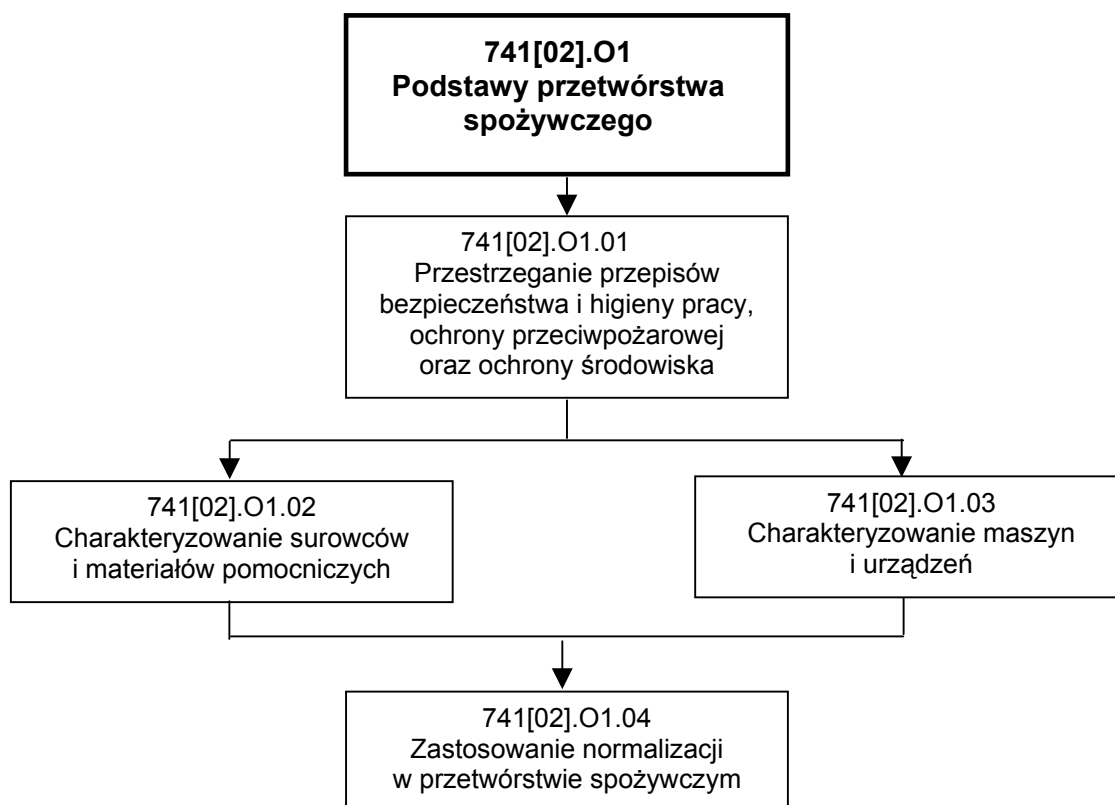 741[02].O1
Podstawy przetwórstwa
spożywczego
741[02].O1.01
Przestrzeganie przepisów
bezpieczeństwa i higieny pracy,
ochrony przeciwpożarowej
oraz ochrony środowiska
741[02].O1.02
Charakteryzowanie surowców
i materiałów pomocniczych
741[02].O1.03
Charakteryzowanie maszyn
i urządzeń
741[02].O1.04
Zastosowanie normalizacji
w przetwórstwie spożywczym